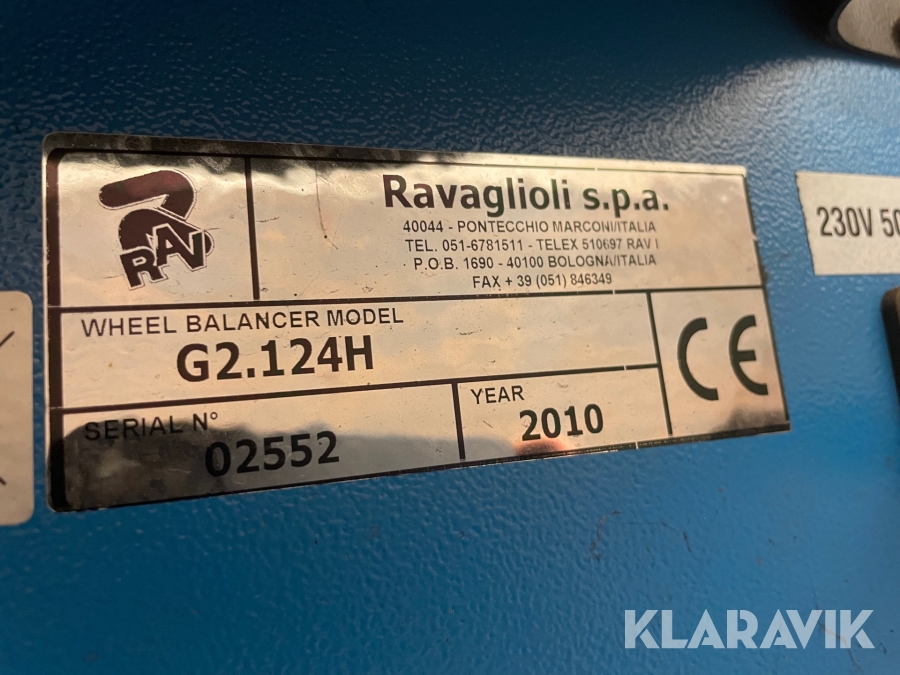 RAV
Ravaglioli s.p.a.
40044 - PONTECCHIO MARCONI/ITALIA
TEL. 051-6781511 - TELEX 510697 RAV I
P.O.B. 1690 - 40100 BOLOGNA/ITALIA
FAX + 39 (051) 846349
WHEEL BALANCER MODEL
G2.124H
CE
SERIAL N°
02552
YEAR
2010
230V 50
KLARAVIK